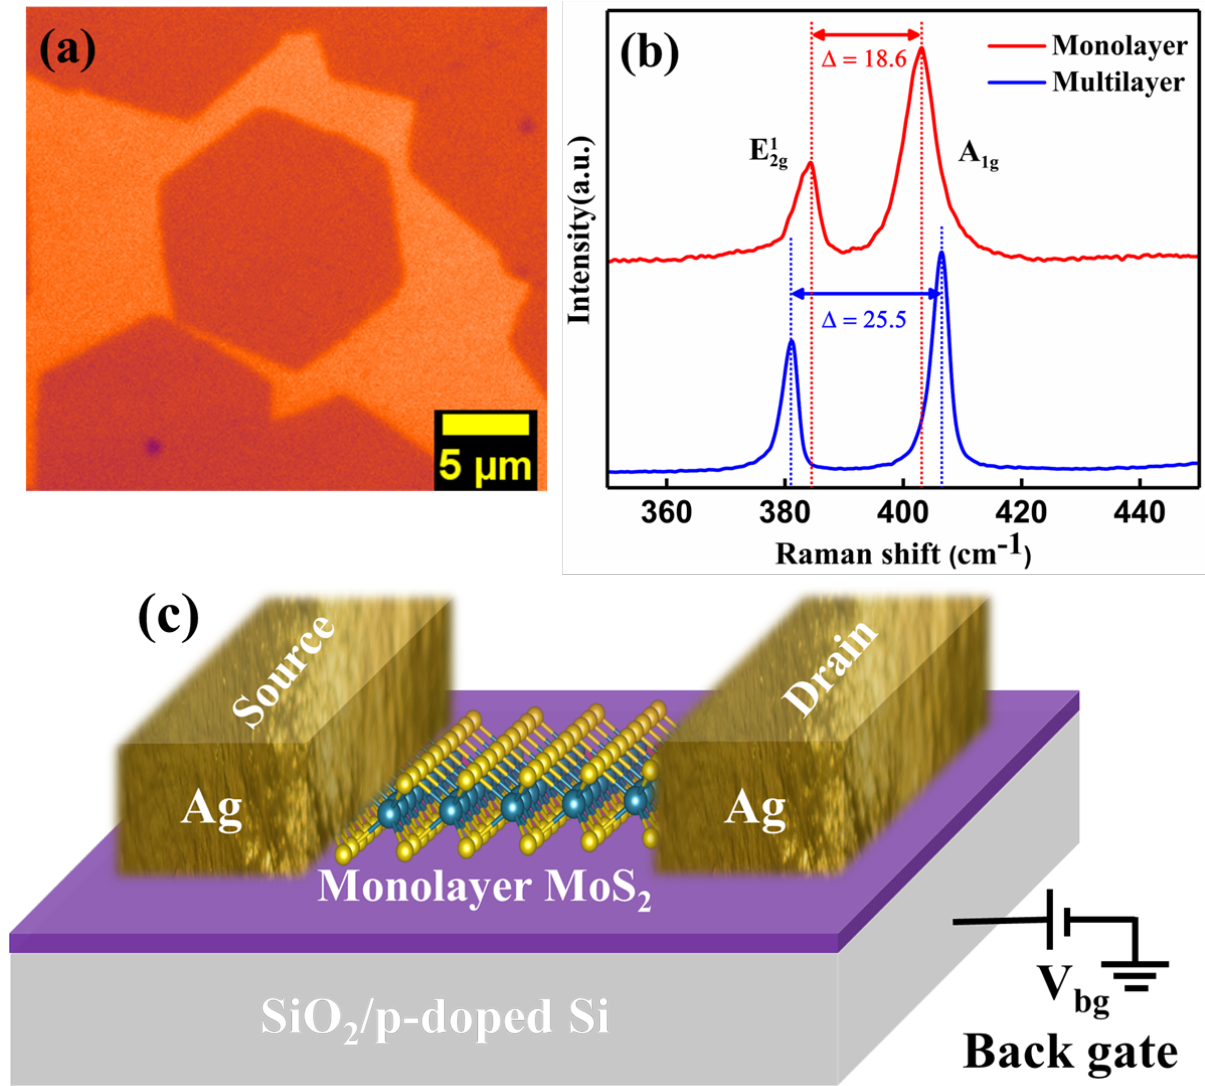 (a)
5 µm
(b)
Δ = 18.6
Monolayer
Multilayer
E¹₂g
A₁g
Δ = 25.5
Intensity(a.u.)
360 380 400 420 440
Raman shift (cm⁻¹)
(c)
Source
Drain
Ag
Ag
Monolayer MoS₂
SiO₂/p-doped Si
V_bg
Back gate